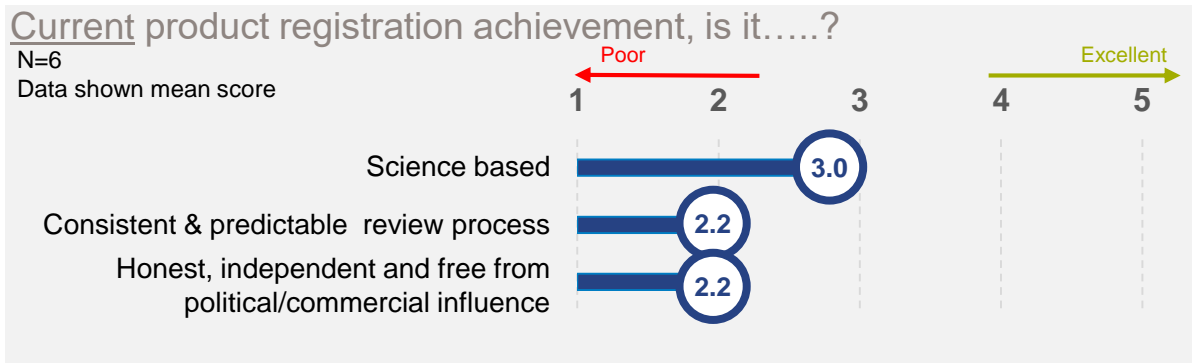 Current product registration achievement, is it…..?
N=6
Data shown mean score
Poor
Excellent
1 2 3 4 5
Science based 3.0
Consistent & predictable  review process 2.2
Honest, independent and free from
political/commercial influence 2.2